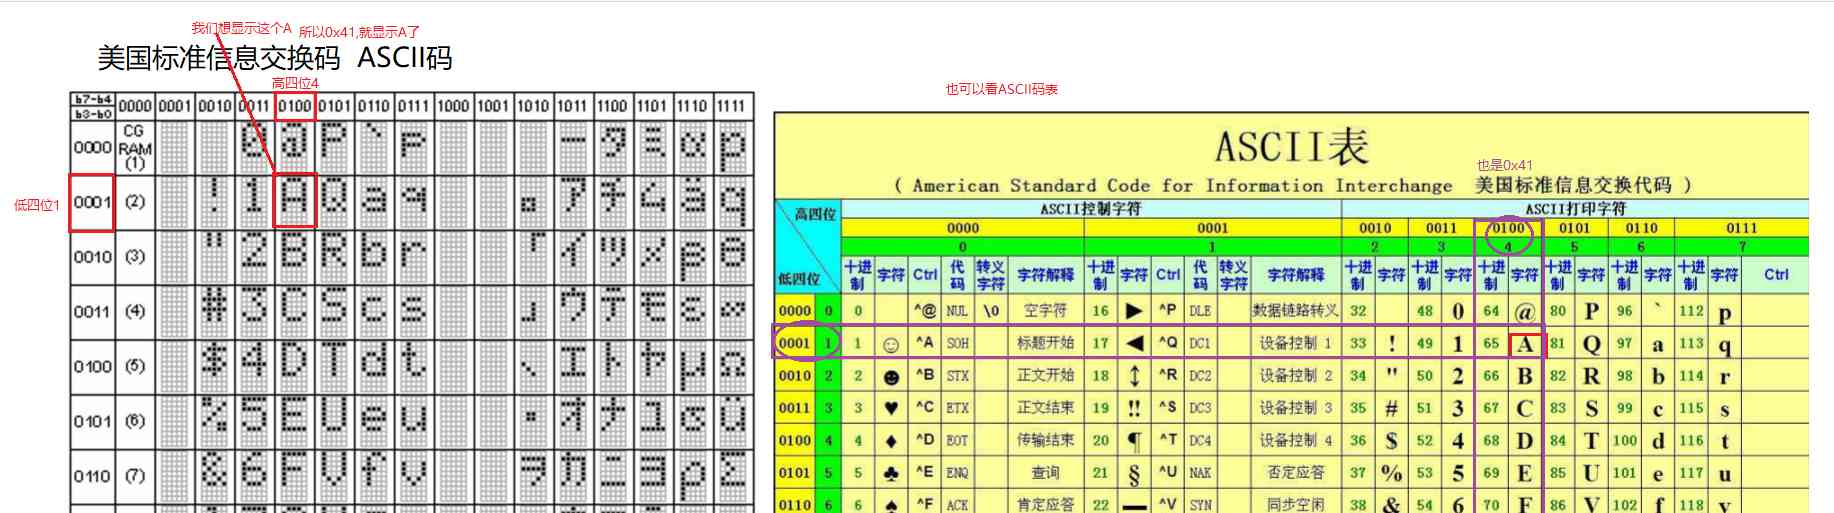 我们想显示这个A 所以0x41,就显示A了
美国标准信息交换码 ASCII码
高四位4
也可以看ASCII码表
b7-b4 0000 0001 0010 0011 0100 0101 0110 0111 1000 1001 1010 1011 1100 1101 1110 1111
b3-b0
0000 CG RAM (1) 0 @ P ` p ー タ ミ α p
低四位1 0001 (2) ! 1 A Q a q 。 ア チ ム ä q
0010 (3) " 2 B R b r 「 イ ツ メ β θ
0011 (4) # 3 C S c s 」 ウ テ モ ε ∞
0100 (5) $ 4 D T d t 、 エ ト ヤ μ Ω
0101 (6) % 5 E U e u ・ オ ナ ユ σ ü
0110 (7) & 6 F V f v ヲ カ ニ ヨ ρ Σ
ASCII表
也是0x41
( American Standard Code for Information Interchange 美国标准信息交换代码 )
高四位 ASCII控制字符 ASCII打印字符
0000 0001 0010 0011 0100 0101 0110 0111
0 1 2 3 4 5 6 7
低四位 十进制 字符 Ctrl 代码 转义字符 字符解释 十进制 字符 Ctrl 代码 转义字符 字符解释 十进制 字符 十进制 字符 十进制 字符 十进制 字符 十进制 字符 十进制 字符 Ctrl
0000 0 0 ^@ NUL \0 空字符 16 ► ^P DLE 数据链路转义 32 48 0 64 @ 80 P 96 ` 112 p
0001 1 1 ☺ ^A SOH 标题开始 17 ◄ ^Q DC1 设备控制 1 33 ! 49 1 65 A 81 Q 97 a 113 q
0010 2 2 ☻ ^B STX 正文开始 18 ↕ ^R DC2 设备控制 2 34 " 50 2 66 B 82 R 98 b 114 r
0011 3 3 ♥ ^C ETX 正文结束 19 ‼ ^S DC3 设备控制 3 35 # 51 3 67 C 83 S 99 c 115 s
0100 4 4 ♦ ^D EOT 传输结束 20 ¶ ^T DC4 设备控制 4 36 $ 52 4 68 D 84 T 100 d 116 t
0101 5 5 ♣ ^E ENQ 查询 21 § ^U NAK 否定应答 37 % 53 5 69 E 85 U 101 e 117 u
0110 6 6 ♠ ^F ACK 肯定应答 22 ▬ ^V SYN 同步空闲 38 & 54 6 70 F 86 V 102 f 118 v